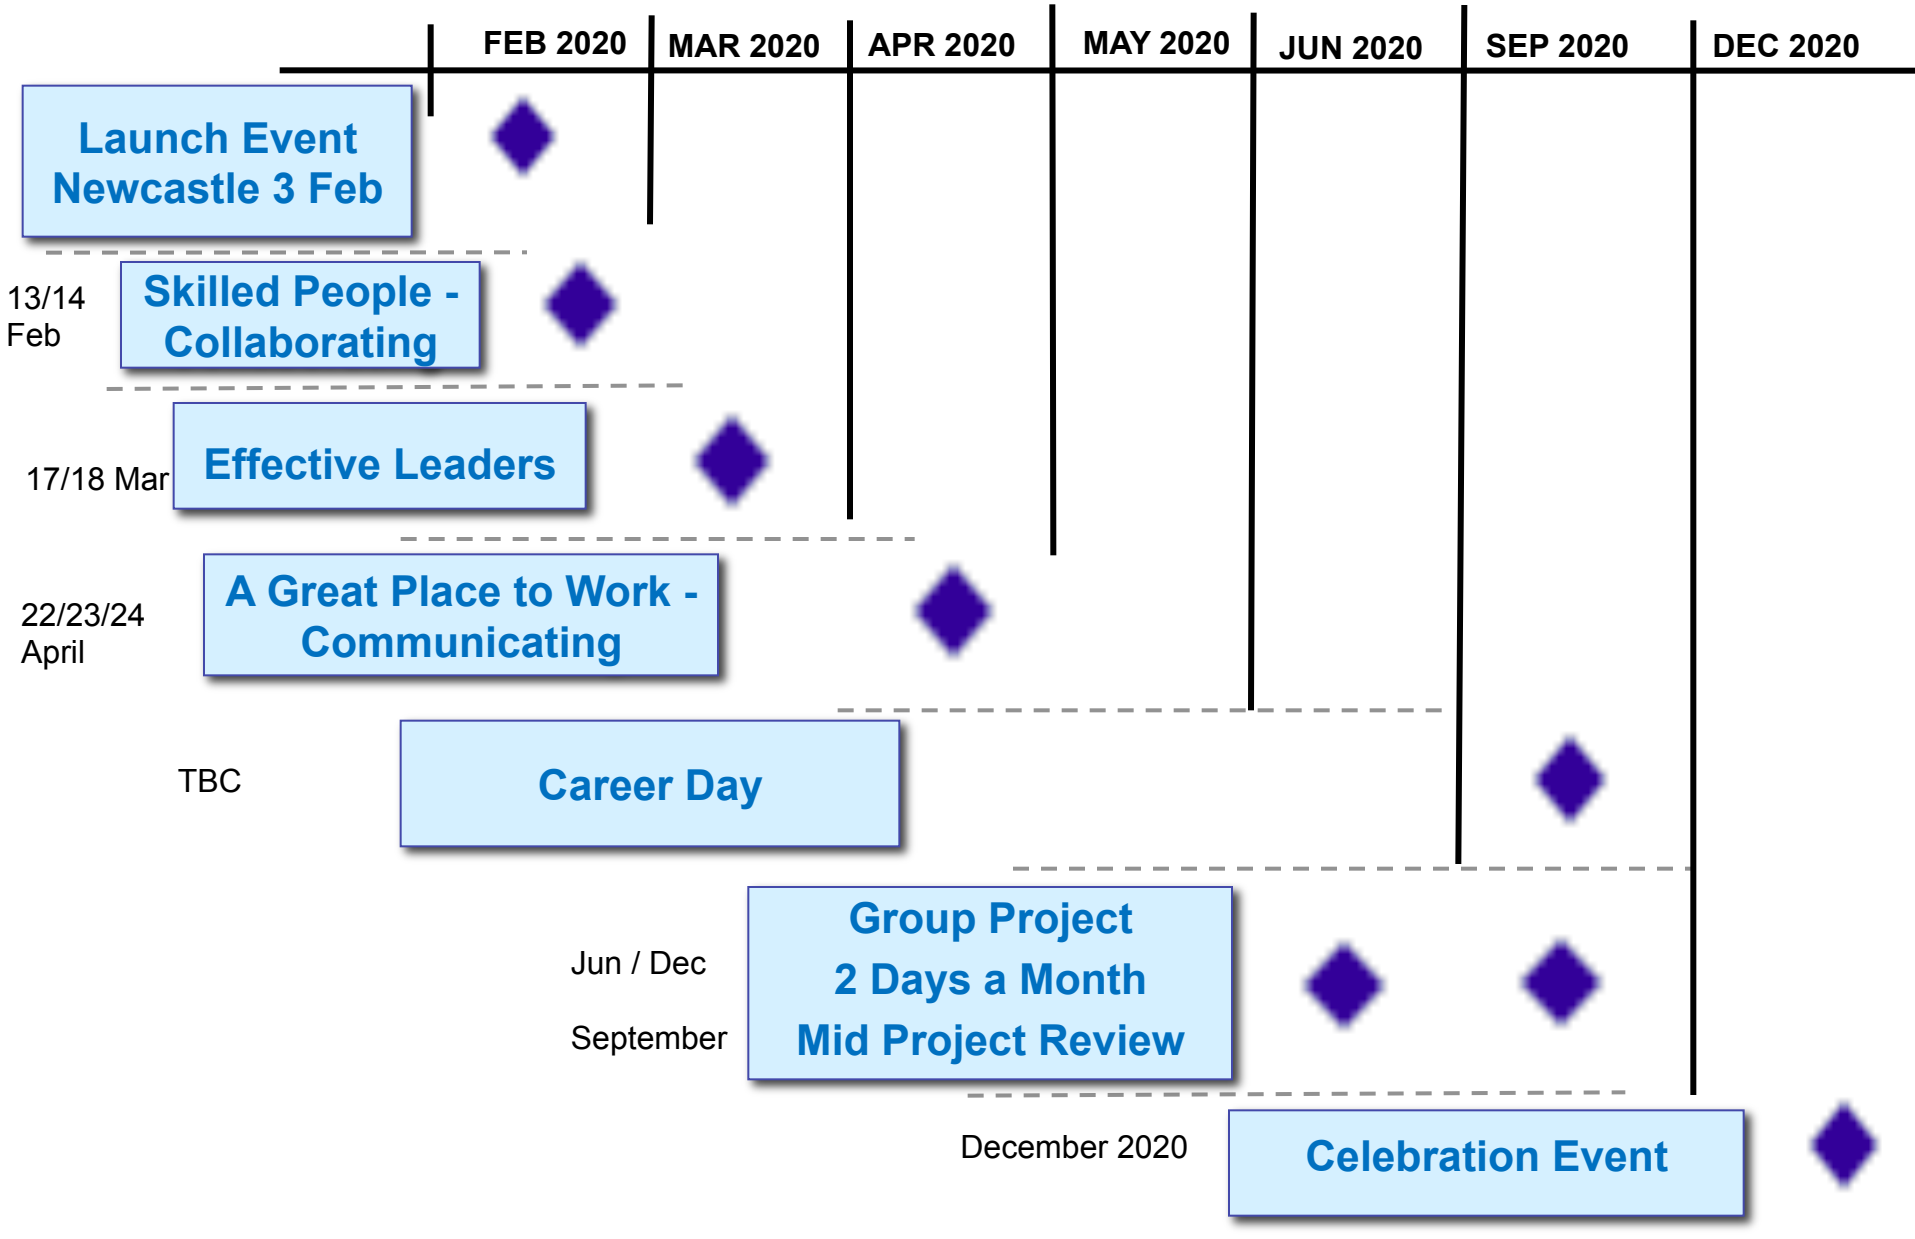 FEB 2020
MAR 2020
APR 2020
MAY 2020
JUN 2020
SEP 2020
DEC 2020
Launch Event
Newcastle 3 Feb
13/14
Feb
Skilled People -
Collaborating
17/18 Mar
Effective Leaders
22/23/24
April
A Great Place to Work -
Communicating
TBC
Career Day
Jun / Dec
September
Group Project
2 Days a Month
Mid Project Review
December 2020
Celebration Event